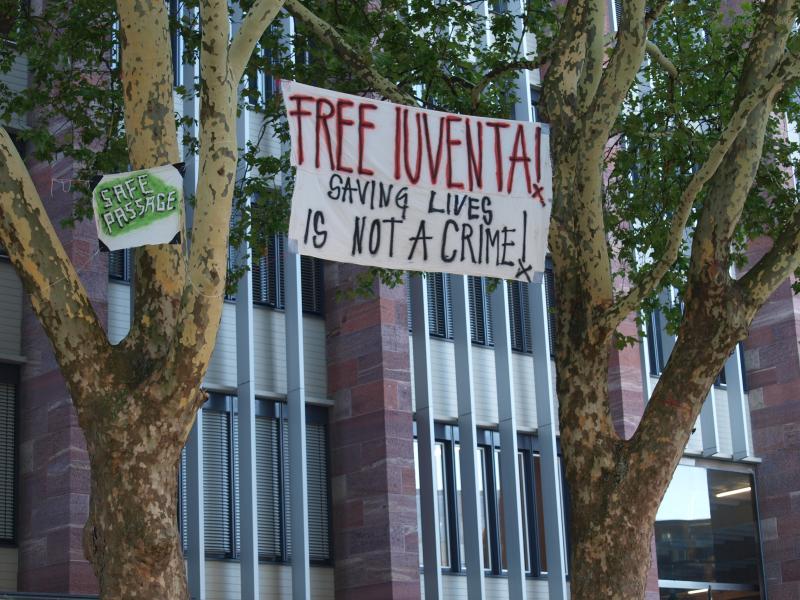 SAFE
PASSAGE
FREE IUVENTA!
SAVING LIVES
IS NOT A CRIME!